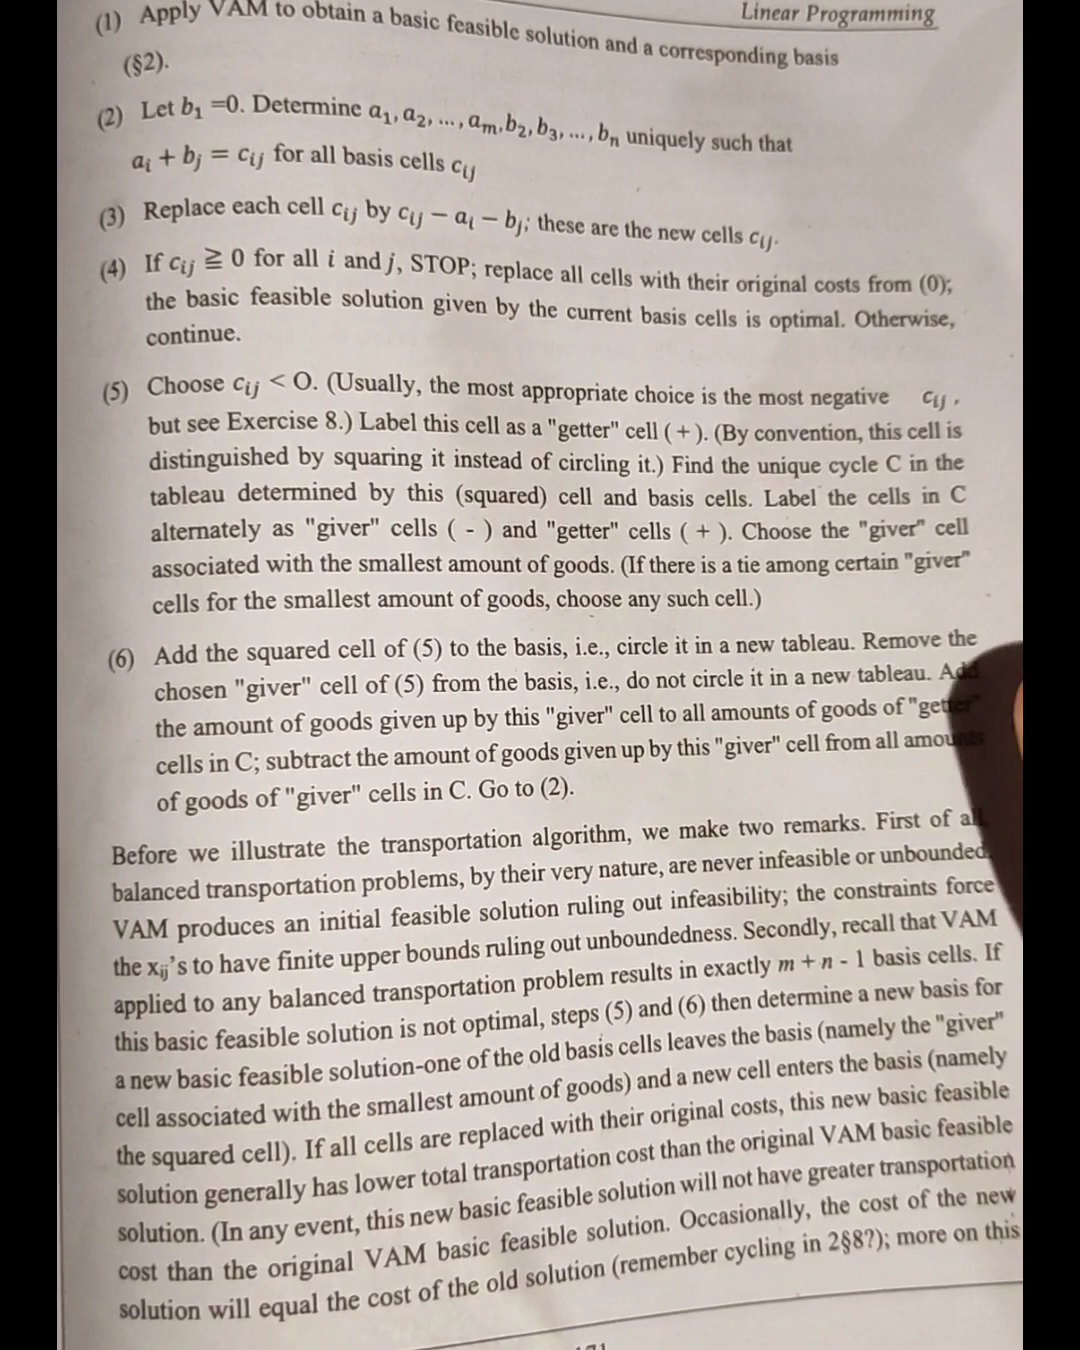 Linear Programming
(1) Apply VAM to obtain a basic feasible solution and a corresponding basis
(§2).
(2) Let b₁ =0. Determine a₁, a₂, ..., aₘ, b₂, b₃, ..., bₙ uniquely such that
aᵢ + bⱼ = cᵢⱼ for all basis cells cᵢⱼ
(3) Replace each cell cᵢⱼ by cᵢⱼ − aᵢ − bⱼ; these are the new cells cᵢⱼ.
(4) If cᵢⱼ ≧ 0 for all i and j, STOP; replace all cells with their original costs from (0);
the basic feasible solution given by the current basis cells is optimal. Otherwise,
continue.
(5) Choose cᵢⱼ < O. (Usually, the most appropriate choice is the most negative cᵢⱼ ,
but see Exercise 8.) Label this cell as a "getter" cell ( + ). (By convention, this cell is
distinguished by squaring it instead of circling it.) Find the unique cycle C in the
tableau determined by this (squared) cell and basis cells. Label the cells in C
alternately as "giver" cells ( - ) and "getter" cells ( + ). Choose the "giver" cell
associated with the smallest amount of goods. (If there is a tie among certain "giver"
cells for the smallest amount of goods, choose any such cell.)
(6) Add the squared cell of (5) to the basis, i.e., circle it in a new tableau. Remove the
chosen "giver" cell of (5) from the basis, i.e., do not circle it in a new tableau. Add
the amount of goods given up by this "giver" cell to all amounts of goods of "getter"
cells in C; subtract the amount of goods given up by this "giver" cell from all amounts
of goods of "giver" cells in C. Go to (2).
Before we illustrate the transportation algorithm, we make two remarks. First of all
balanced transportation problems, by their very nature, are never infeasible or unbounded.
VAM produces an initial feasible solution ruling out infeasibility; the constraints force
the xᵢⱼ's to have finite upper bounds ruling out unboundedness. Secondly, recall that VAM
applied to any balanced transportation problem results in exactly m + n - 1 basis cells. If
this basic feasible solution is not optimal, steps (5) and (6) then determine a new basis for
a new basic feasible solution-one of the old basis cells leaves the basis (namely the "giver"
cell associated with the smallest amount of goods) and a new cell enters the basis (namely
the squared cell). If all cells are replaced with their original costs, this new basic feasible
solution generally has lower total transportation cost than the original VAM basic feasible
solution. (In any event, this new basic feasible solution will not have greater transportation
cost than the original VAM basic feasible solution. Occasionally, the cost of the new
solution will equal the cost of the old solution (remember cycling in 2§8?); more on this